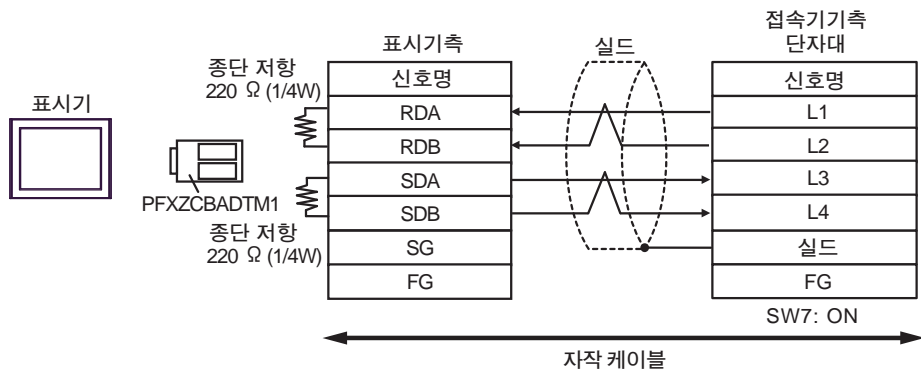 표시기
PFXZCBADTM1
종단 저항
220 Ω (1/4W)
종단 저항
220 Ω (1/4W)
표시기측
신호명
RDA
RDB
SDA
SDB
SG
FG
실드
접속기기측
단자대
신호명
L1
L2
L3
L4
실드
FG
SW7: ON
자작 케이블